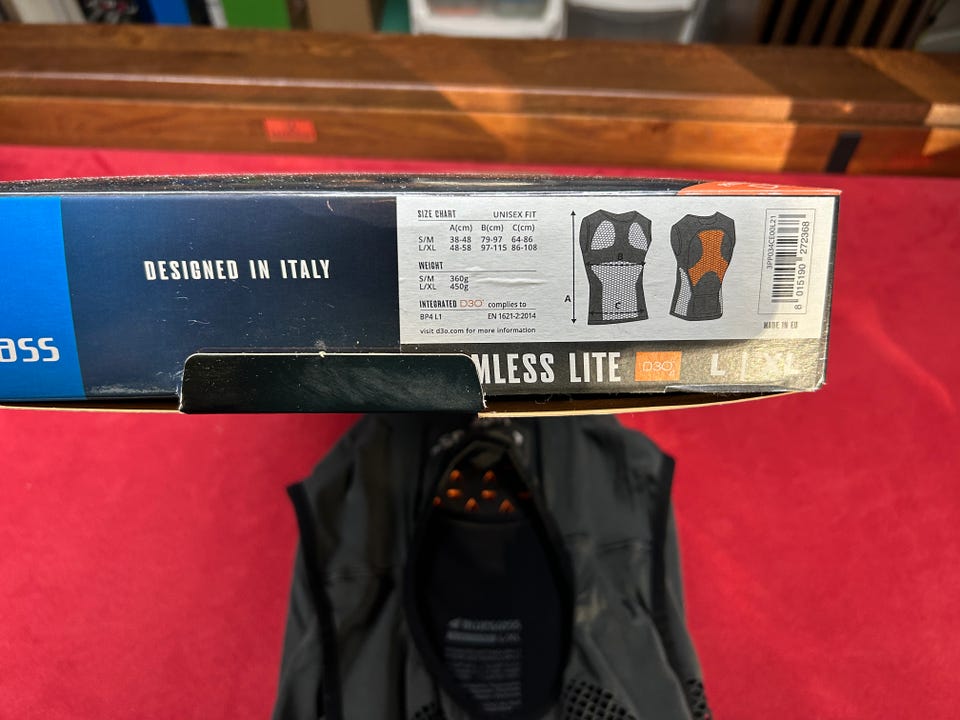 ass
DESIGNED IN ITALY
SIZE CHART UNISEX FIT
A(cm) B(cm) C(cm)
S/M 38-48 79-97 64-86
L/XL 48-58 97-115 86-108
WEIGHT
S/M 360g
L/XL 450g
INTEGRATED D3O® complies to
BP4 L1 EN 1621-2:2014
visit d3o.com for more information
A
B
C
3PP034CE00L21
8 015190 272368
MADE IN EU
MLESS LITE D3O L | XL